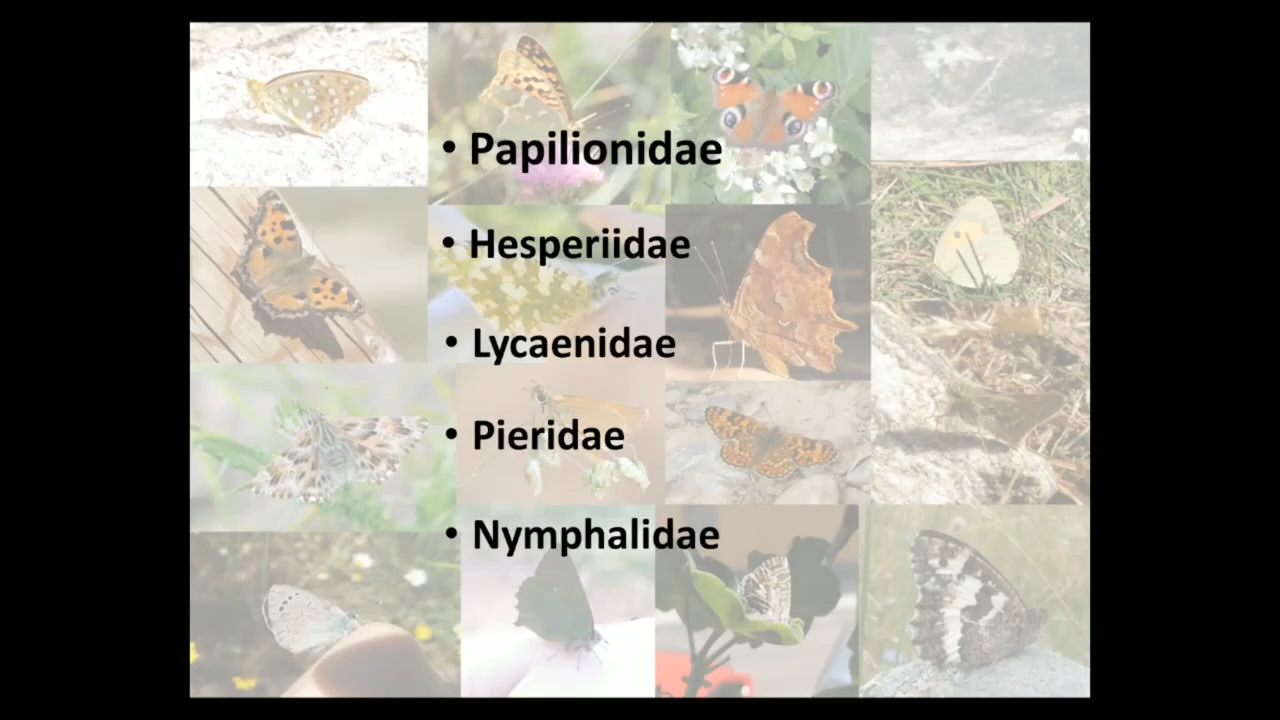 • Papilionidae
• Hesperiidae
• Lycaenidae
• Pieridae
• Nymphalidae